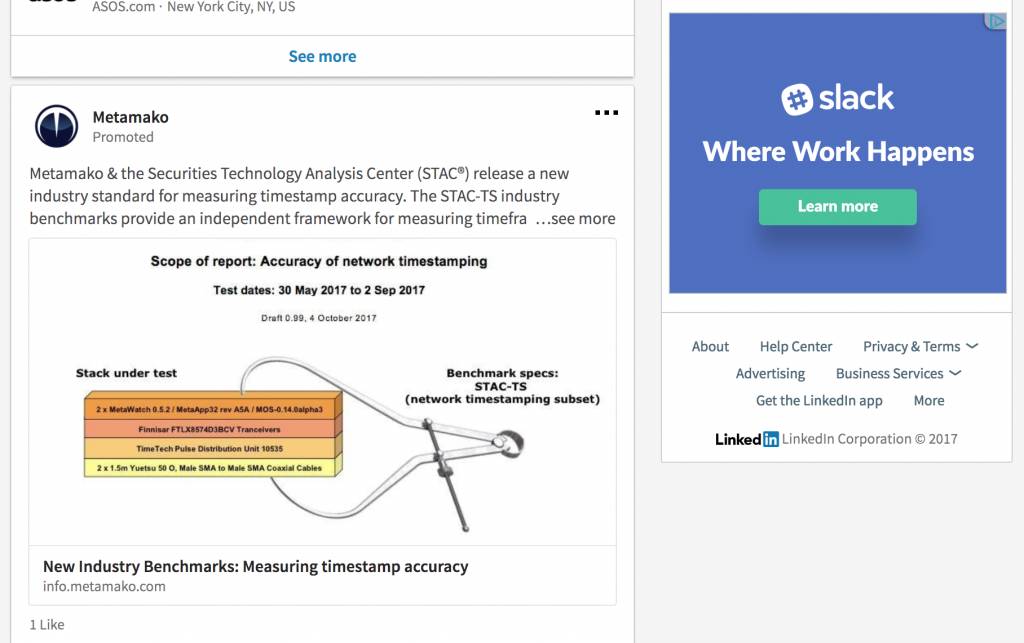 ASOS.com · New York City, NY, US
See more
Metamako
Promoted
Metamako & the Securities Technology Analysis Center (STAC®) release a new
industry standard for measuring timestamp accuracy. The STAC-TS industry
benchmarks provide an independent framework for measuring timefra …see more
Scope of report: Accuracy of network timestamping
Test dates: 30 May 2017 to 2 Sep 2017
Draft 0.99, 4 October 2017
Stack under test
2 x MetaWatch 0.5.2 / MetaApp32 rev A5A / MOS-0.14.0alpha3
Finnisar FTLX8574D3BCV Tranceivers
TimeTech Pulse Distribution Unit 10535
2 x 1.5m Yuetsu 50 O, Male SMA to Male SMA Coaxial Cables
Benchmark specs:
STAC-TS
(network timestamping subset)
New Industry Benchmarks: Measuring timestamp accuracy
info.metamako.com
1 Like
slack
Where Work Happens
Learn more
About Help Center Privacy & Terms
Advertising Business Services
Get the LinkedIn app More
LinkedIn LinkedIn Corporation © 2017